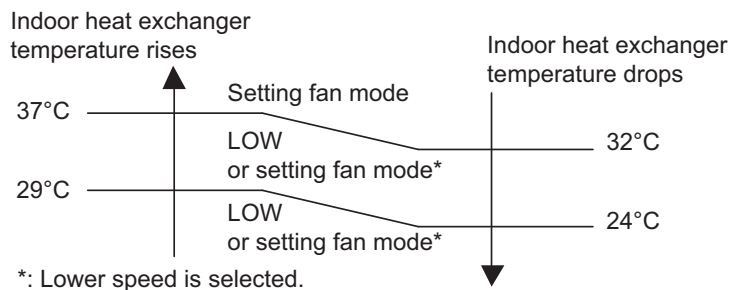 Indoor heat exchanger
temperature rises
Indoor heat exchanger
temperature drops
Setting fan mode
37°C
LOW
or setting fan mode*
32°C
29°C
LOW
or setting fan mode*
24°C
*: Lower speed is selected.